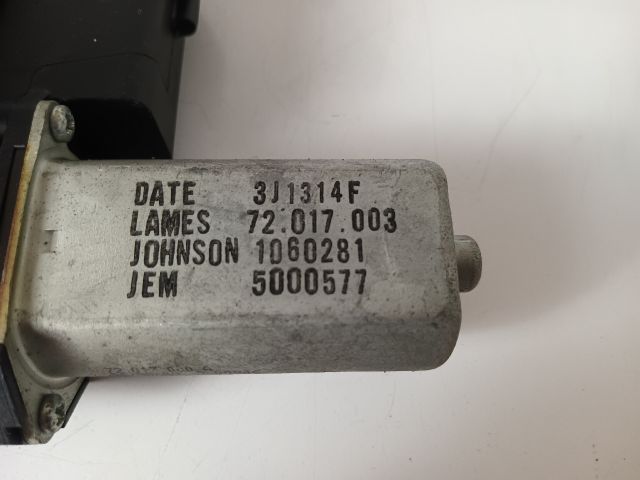 DATE 3J1314F
LAMES 72.017.003
JOHNSON 1060281
JEM 5000577